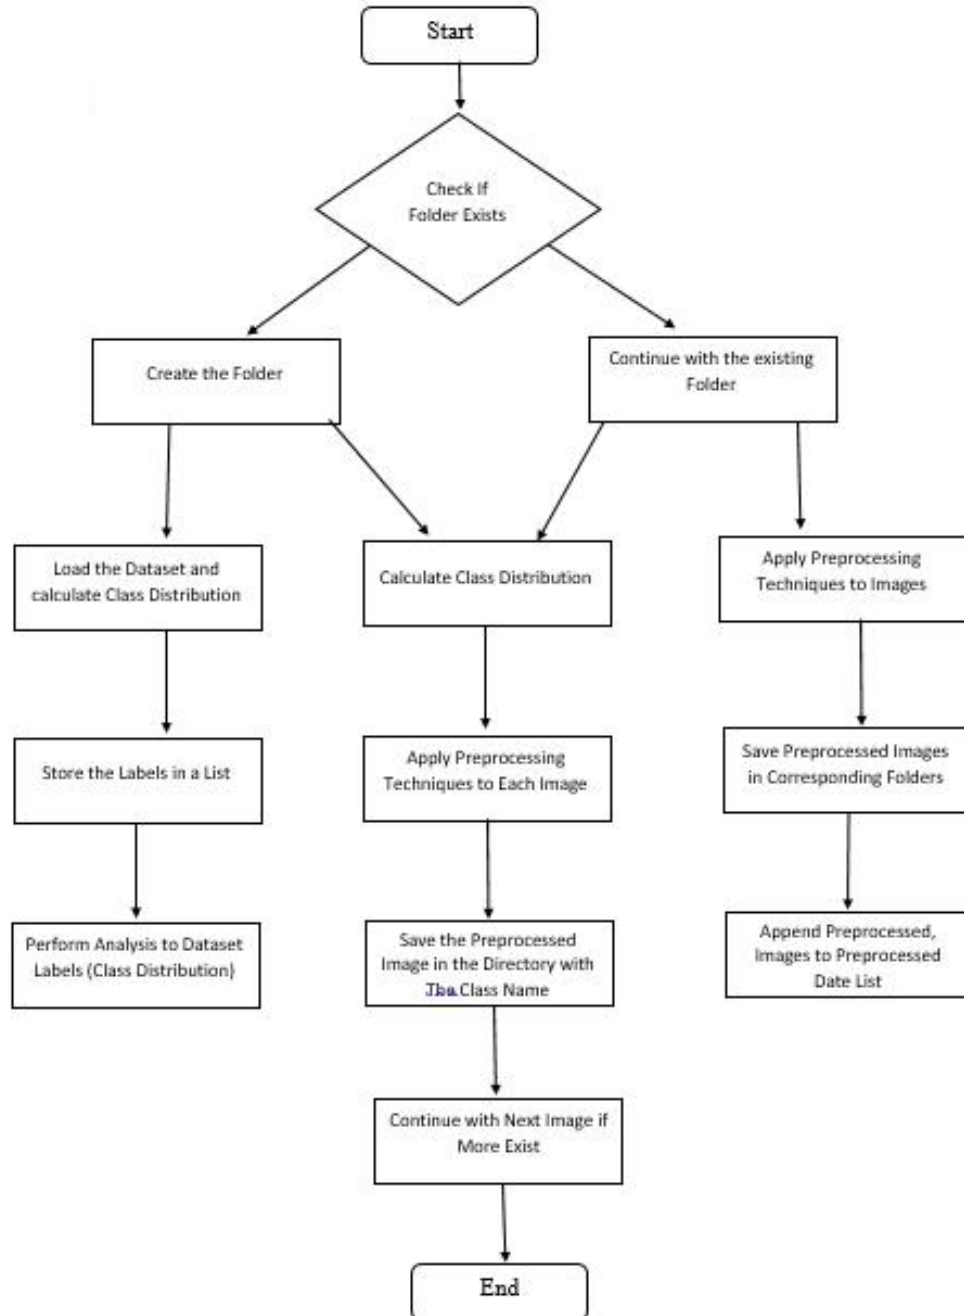 Start
Check If
Folder Exists
Create the Folder
Continue with the existing
Folder
Load the Dataset and
calculate Class Distribution
Calculate Class Distribution
Apply Preprocessing
Techniques to Images
Store the Labels in a List
Apply Preprocessing
Techniques to Each Image
Save Preprocessed Images
in Corresponding Folders
Perform Analysis to Dataset
Labels (Class Distribution)
Save the Preprocessed
Image in the Directory with
Tba Class Name
Append Preprocessed,
Images to Preprocessed
Date List
Continue with Next Image if
More Exist
End